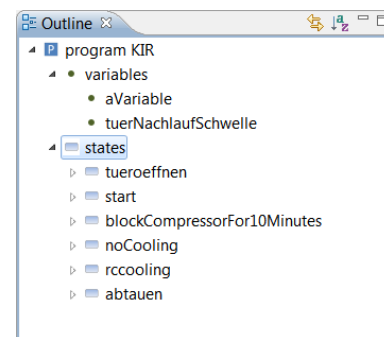 Outline
program KIR
variables
aVariable
tuerNachlaufSchwelle
states
tueroeffnen
start
blockCompressorFor10Minutes
noCooling
rccooling
abtauen